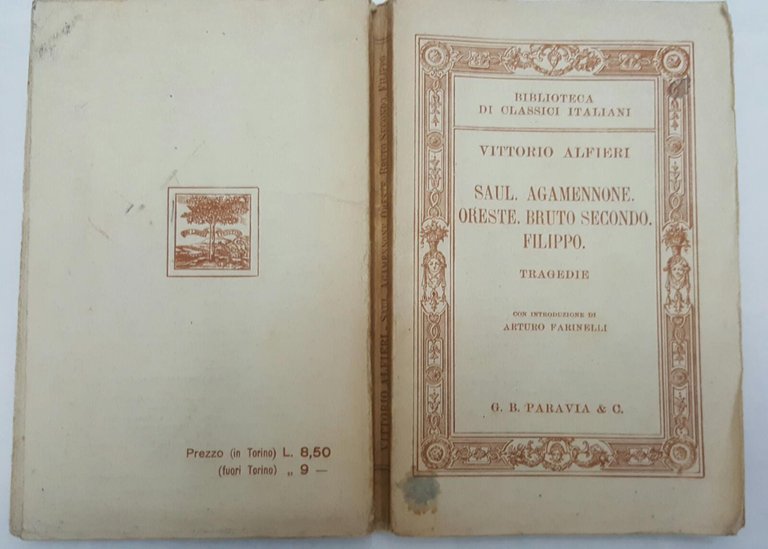 BIBLIOTECA
DI CLASSICI ITALIANI
VITTORIO ALFIERI
SAUL. AGAMENNONE.
ORESTE. BRUTO SECONDO.
FILIPPO.
TRAGEDIE
CON INTRODUZIONE DI
ARTURO FARINELLI
G. B. PARAVIA & C.
VITTORIO ALFIERI. SAUL. AGAMENNONE. ORESTE. BRUTO SECONDO. FILIPPO
Prezzo (in Torino) L. 8,50
(fuori Torino) „ 9 —